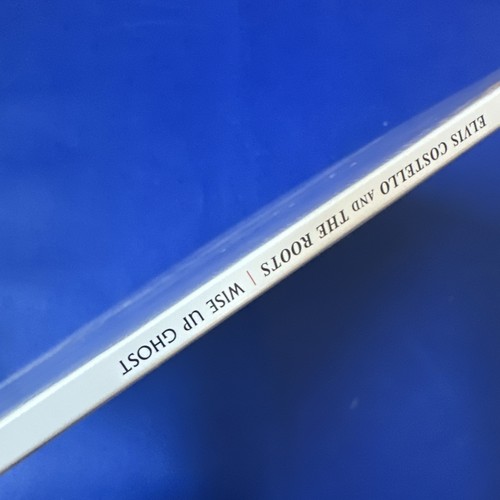 ELVIS COSTELLO AND THE ROOTS | WISE UP GHOST